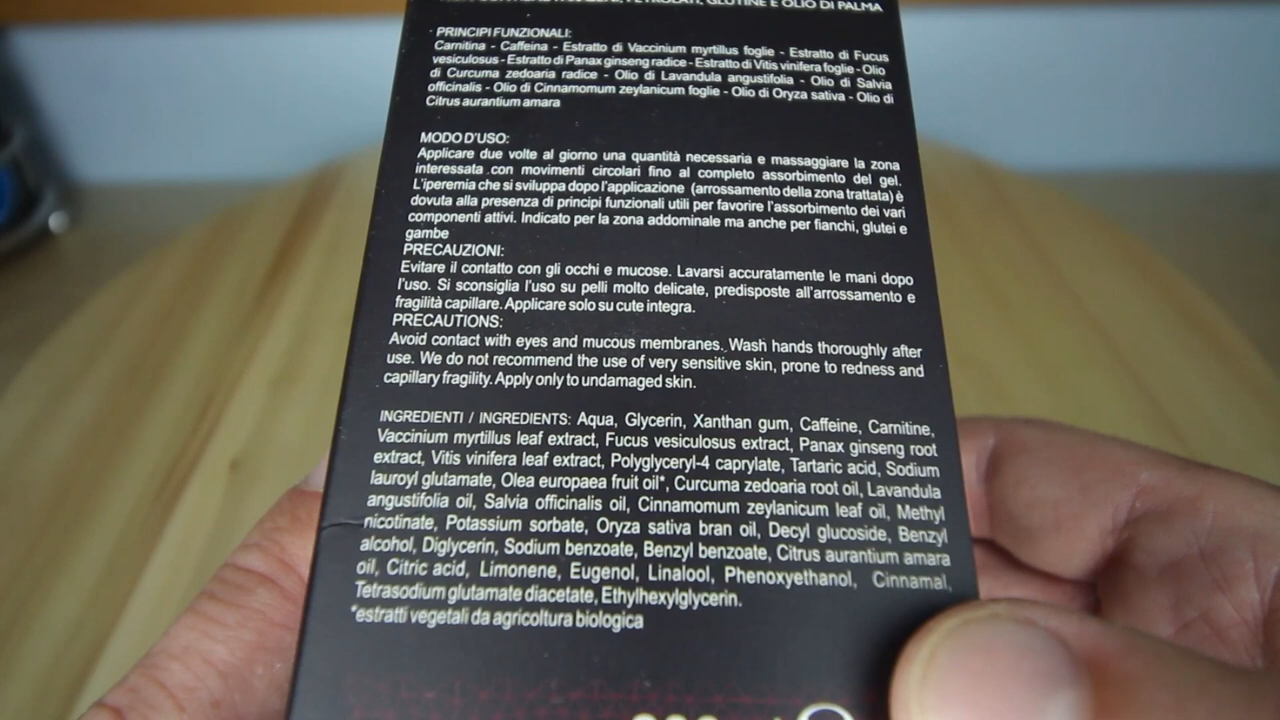 PETROLATI, GLUTINE E OLIO DI PALMA
· PRINCIPI FUNZIONALI:
Carnitina - Caffeina - Estratto di Vaccinium myrtillus foglie - Estratto di Fucus
vesiculosus - Estratto di Panax ginseng radice - Estratto di Vitis vinifera foglie - Olio
di Curcuma zedoaria radice - Olio di Lavandula angustifolia - Olio di Salvia
officinalis - Olio di Cinnamomum zeylanicum foglie - Olio di Oryza sativa - Olio di
Citrus aurantium amara
MODO D'USO:
Applicare due volte al giorno una quantità necessaria e massaggiare la zona
interessata con movimenti circolari fino al completo assorbimento del gel.
L'iperemia che si sviluppa dopo l'applicazione (arrossamento della zona trattata) è
dovuta alla presenza di principi funzionali utili per favorire l'assorbimento dei vari
componenti attivi. Indicato per la zona addominale ma anche per fianchi, glutei e
gambe
PRECAUZIONI:
Evitare il contatto con gli occhi e mucose. Lavarsi accuratamente le mani dopo
l'uso. Si sconsiglia l'uso su pelli molto delicate, predisposte all'arrossamento e
fragilità capillare. Applicare solo su cute integra.
PRECAUTIONS:
Avoid contact with eyes and mucous membranes. Wash hands thoroughly after
use. We do not recommend the use of very sensitive skin, prone to redness and
capillary fragility. Apply only to undamaged skin.
INGREDIENTI / INGREDIENTS: Aqua, Glycerin, Xanthan gum, Caffeine, Carnitine,
Vaccinium myrtillus leaf extract, Fucus vesiculosus extract, Panax ginseng root
extract, Vitis vinifera leaf extract, Polyglyceryl-4 caprylate, Tartaric acid, Sodium
lauroyl glutamate, Olea europaea fruit oil*, Curcuma zedoaria root oil, Lavandula
angustifolia oil, Salvia officinalis oil, Cinnamomum zeylanicum leaf oil, Methyl
nicotinate, Potassium sorbate, Oryza sativa bran oil, Decyl glucoside, Benzyl
alcohol, Diglycerin, Sodium benzoate, Benzyl benzoate, Citrus aurantium amara
oil, Citric acid, Limonene, Eugenol, Linalool, Phenoxyethanol, Cinnamal,
Tetrasodium glutamate diacetate, Ethylhexylglycerin.
*estratti vegetali da agricoltura biologica